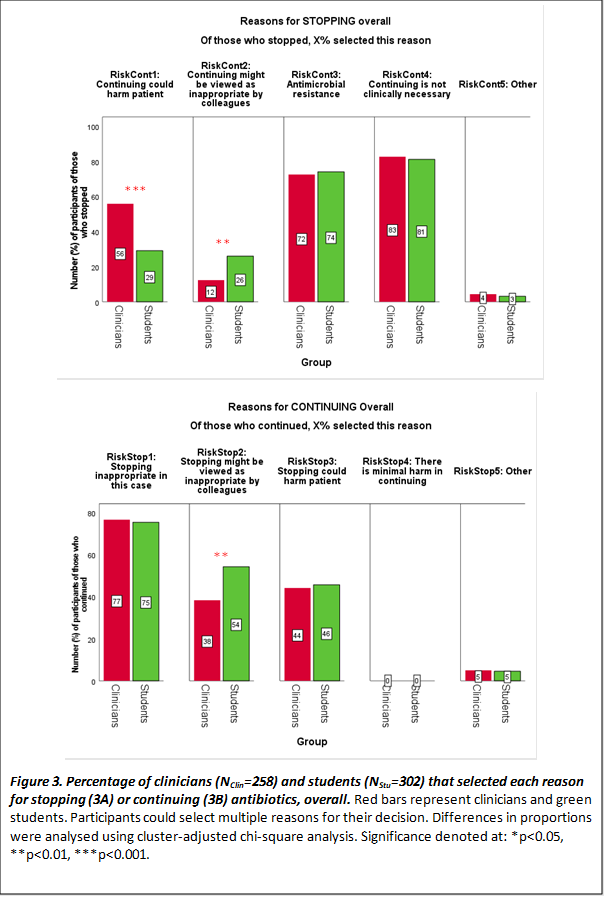 Reasons for STOPPING overall
Of those who stopped, X% selected this reason
RiskCont1:
Continuing could
harm patient
RiskCont2:
Continuing might
be viewed as
inappropriate by
colleagues
RiskCont3:
Antimicrobial
resistance
RiskCont4:
Continuing is not
clinically necessary
RiskCont5: Other
Number (%) of participants of those
who stopped
100
80
60
40
20
0
***
**
56
29
12
26
72
74
83
81
4
3
Clinicians
Students
Clinicians
Students
Clinicians
Students
Clinicians
Students
Clinicians
Students
Group
Reasons for CONTINUING Overall
Of those who continued, X% selected this reason
RiskStop1:
Stopping
inappropriate in
this case
RiskStop2:
Stopping might be
viewed as
inappropriate by
colleagues
RiskStop3:
Stopping could
harm patient
RiskStop4: There
is minimal harm in
continuing
RiskStop5: Other
Number (%) of participants of those who
continued
80
60
40
20
0
**
77
75
38
54
44
46
0
0
5
5
Clinicians
Students
Clinicians
Students
Clinicians
Students
Clinicians
Students
Clinicians
Students
Group
Figure 3. Percentage of clinicians (NClin=258) and students (NStu=302) that selected each reason
for stopping (3A) or continuing (3B) antibiotics, overall. Red bars represent clinicians and green
students. Participants could select multiple reasons for their decision. Differences in proportions
were analysed using cluster-adjusted chi-square analysis. Significance denoted at: *p<0.05,
**p<0.01, ***p<0.001.